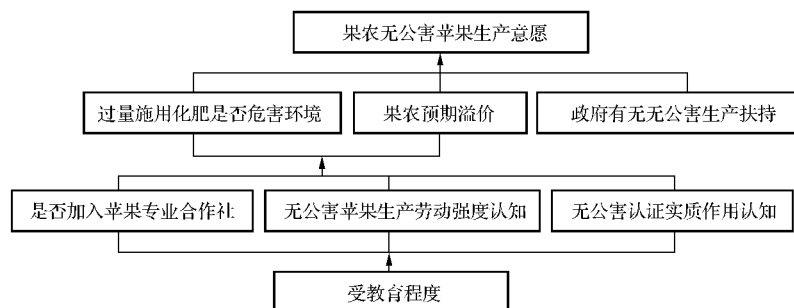 果农无公害苹果生产意愿
过量施用化肥是否危害环境
果农预期溢价
政府有无无公害生产扶持
是否加入苹果专业合作社
无公害苹果生产劳动强度认知
无公害认证实质作用认知
受教育程度